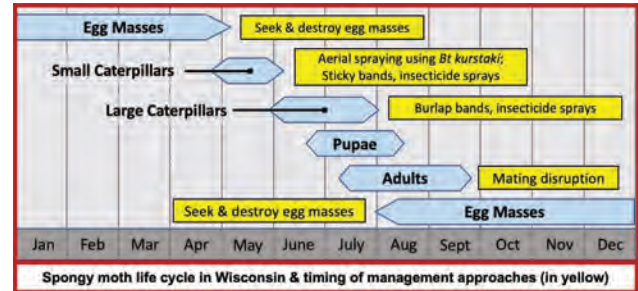 Egg Masses
Seek & destroy egg masses
Small Caterpillars
Aerial spraying using Bt kurstaki;
Sticky bands, insecticide sprays
Large Caterpillars
Burlap bands, insecticide sprays
Pupae
Adults
Mating disruption
Seek & destroy egg masses
Egg Masses
Jan Feb Mar Apr May June July Aug Sept Oct Nov Dec
Spongy moth life cycle in Wisconsin & timing of management approaches (in yellow)